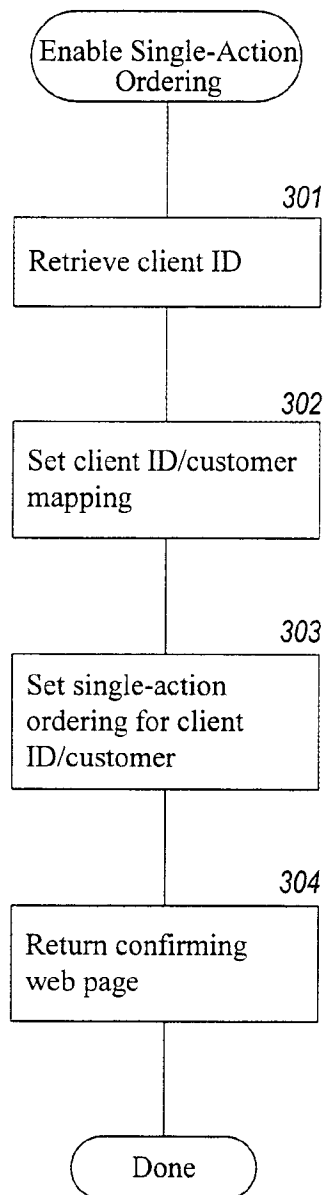 Enable Single-Action
Ordering
301
Retrieve client ID
302
Set client ID/customer
mapping
303
Set single-action
ordering for client
ID/customer
304
Return confirming
web page
Done